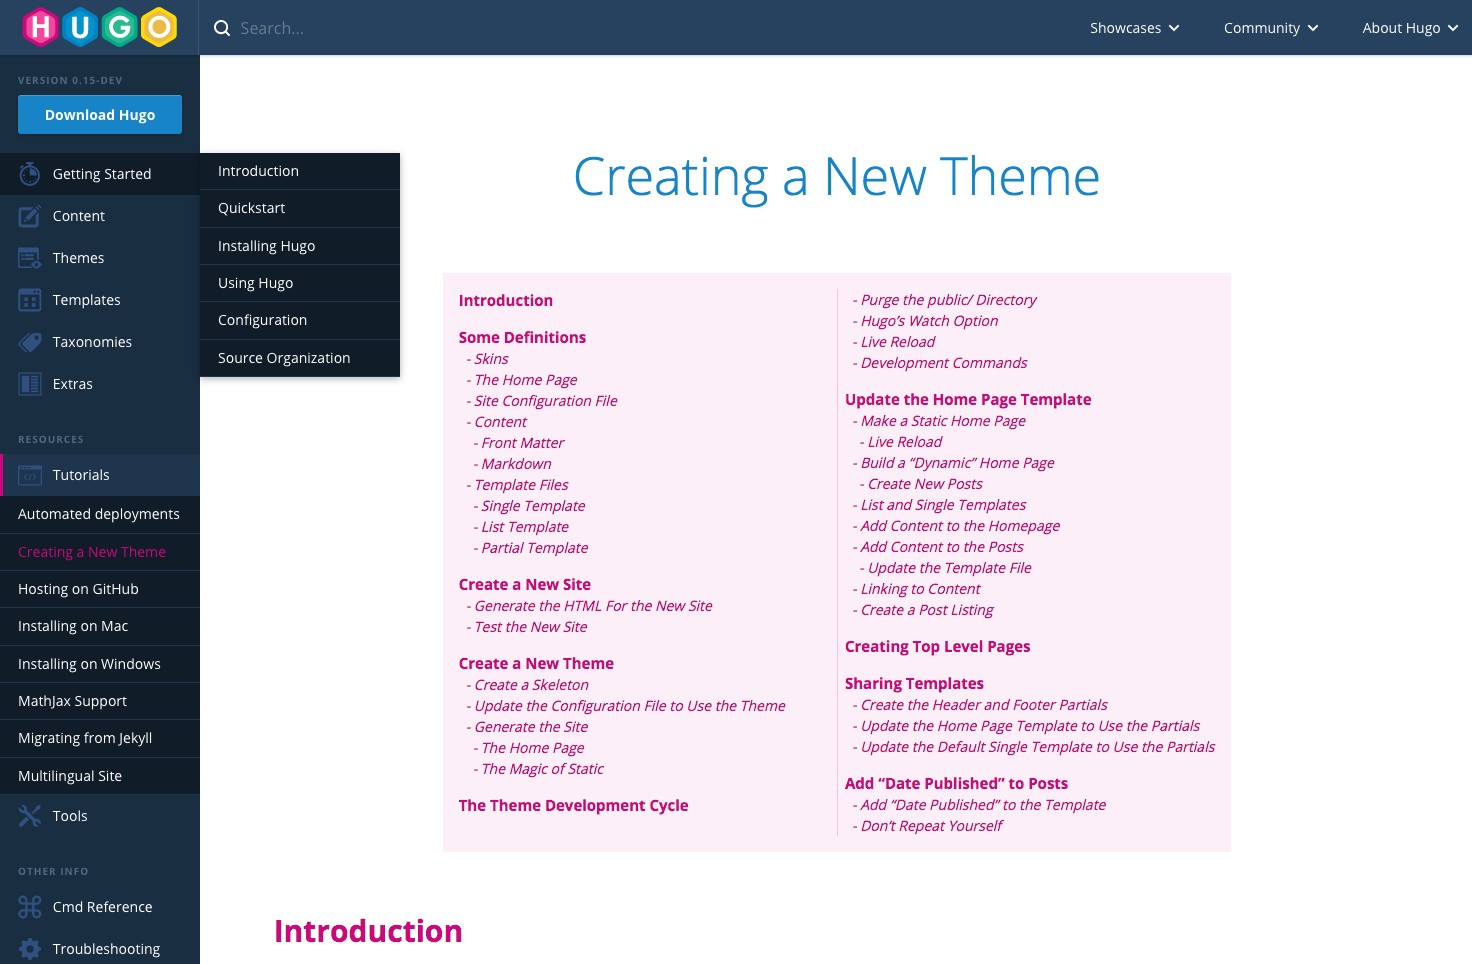 HUGO
Search...
Showcases
Community
About Hugo
VERSION 0.15-DEV
Download Hugo
Getting Started
Content
Themes
Templates
Taxonomies
Extras
RESOURCES
Tutorials
Automated deployments
Creating a New Theme
Hosting on GitHub
Installing on Mac
Installing on Windows
MathJax Support
Migrating from Jekyll
Multilingual Site
Tools
OTHER INFO
Cmd Reference
Troubleshooting
Introduction
Quickstart
Installing Hugo
Using Hugo
Configuration
Source Organization
Creating a New Theme
Introduction
Some Definitions
- Skins
- The Home Page
- Site Configuration File
- Content
- Front Matter
- Markdown
- Template Files
- Single Template
- List Template
- Partial Template
Create a New Site
- Generate the HTML For the New Site
- Test the New Site
Create a New Theme
- Create a Skeleton
- Update the Configuration File to Use the Theme
- Generate the Site
- The Home Page
- The Magic of Static
The Theme Development Cycle
- Purge the public/ Directory
- Hugo’s Watch Option
- Live Reload
- Development Commands
Update the Home Page Template
- Make a Static Home Page
- Live Reload
- Build a “Dynamic” Home Page
- Create New Posts
- List and Single Templates
- Add Content to the Homepage
- Add Content to the Posts
- Update the Template File
- Linking to Content
- Create a Post Listing
Creating Top Level Pages
Sharing Templates
- Create the Header and Footer Partials
- Update the Home Page Template to Use the Partials
- Update the Default Single Template to Use the Partials
Add “Date Published” to Posts
- Add “Date Published” to the Template
- Don’t Repeat Yourself
Introduction